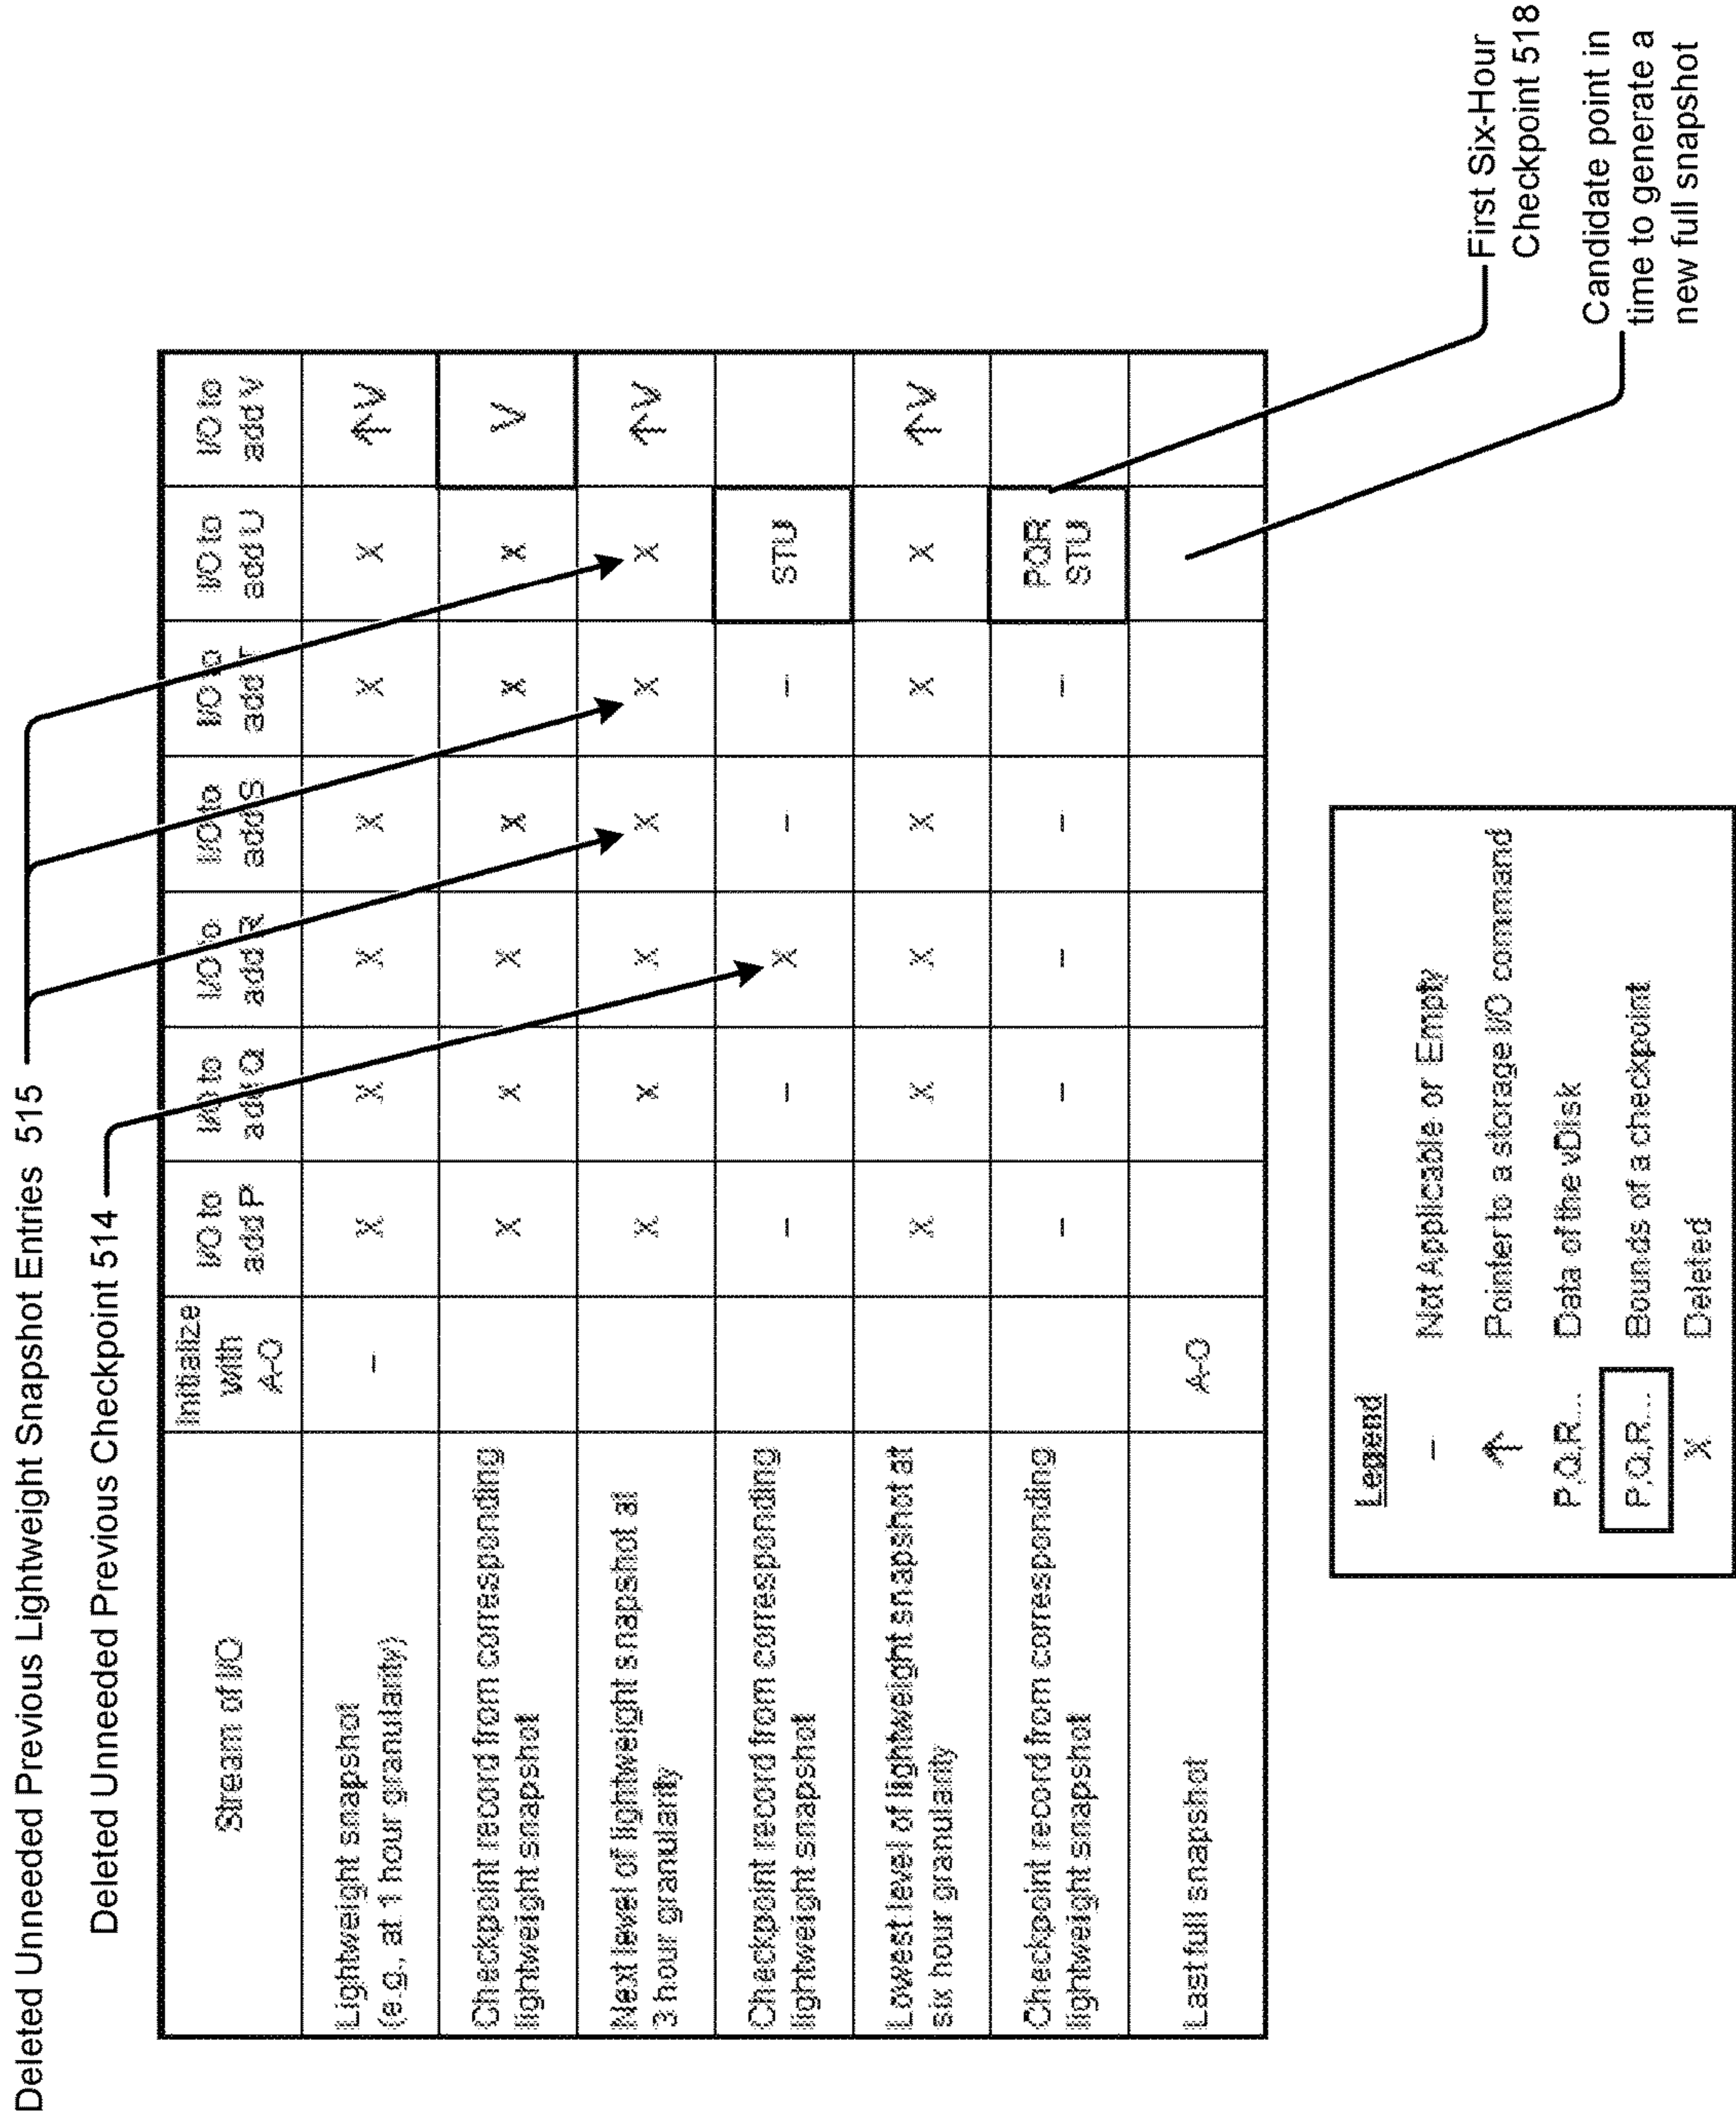 Deleted Unneeded Previous Lightweight Snapshot Entries 515
Deleted Unneeded Previous Checkpoint 514
Stream of I/O
Initialize
with
A-O
I/O to
add P
I/O to
add Q
I/O to
add R
I/O to
add S
I/O to
add T
I/O to
add U
I/O to
add V
Lightweight snapshot
(e.g., at 1 hour granularity)
– X X X X X X ↑V
Checkpoint record from corresponding
lightweight snapshot
X X X X X X V
Next level of lightweight snapshot at
3 hour granularity
X X X X X X ↑V
Checkpoint record from corresponding
lightweight snapshot
– – X – – STU
Lowest level of lightweight snapshot at
six hour granularity
X X X X X X ↑V
Checkpoint record from corresponding
lightweight snapshot
– – – – – PQR
STU
Last full snapshot
A-O
First Six-Hour
Checkpoint 518
Candidate point in
time to generate a
new full snapshot
Legend
– Not Applicable or Empty
↑ Pointer to a storage I/O command
P,Q,R... Data of the vDisk
P,Q,R... Bounds of a checkpoint
X Deleted